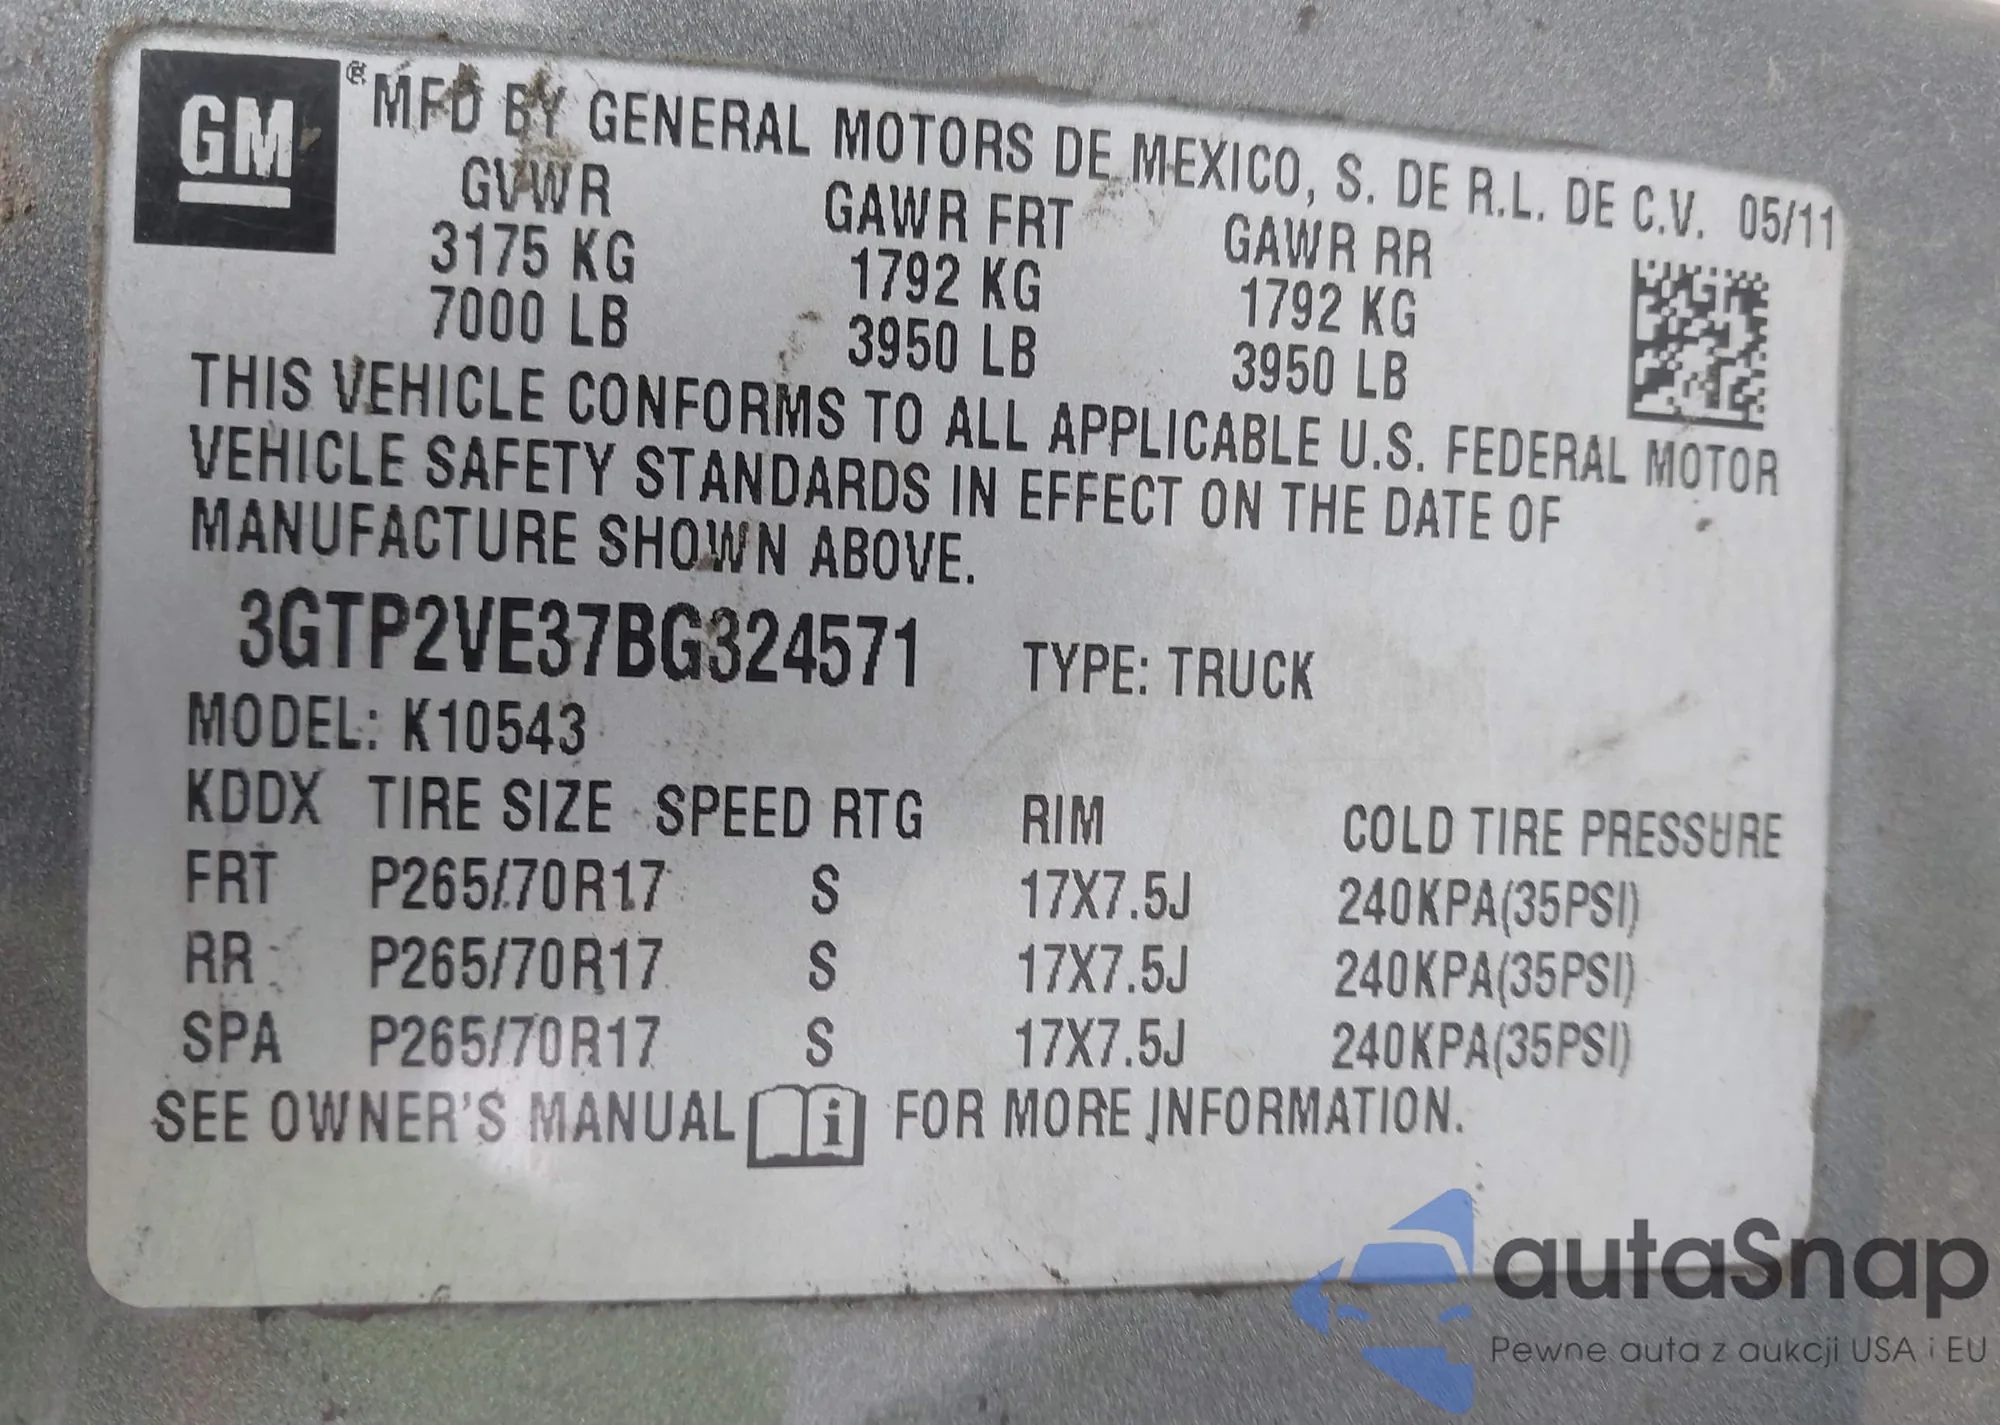 GM
® MFD BY GENERAL MOTORS DE MEXICO, S. DE R.L. DE C.V. 05/11
GVWR GAWR FRT GAWR RR
3175 KG 1792 KG 1792 KG
7000 LB 3950 LB 3950 LB
THIS VEHICLE CONFORMS TO ALL APPLICABLE U.S. FEDERAL MOTOR
VEHICLE SAFETY STANDARDS IN EFFECT ON THE DATE OF
MANUFACTURE SHOWN ABOVE.
3GTP2VE37BG324571 TYPE: TRUCK
MODEL: K10543
KDDX TIRE SIZE SPEED RTG RIM COLD TIRE PRESSURE
FRT P265/70R17 S 17X7.5J 240KPA(35PSI)
RR P265/70R17 S 17X7.5J 240KPA(35PSI)
SPA P265/70R17 S 17X7.5J 240KPA(35PSI)
SEE OWNER'S MANUAL i FOR MORE INFORMATION.
autaSnap
Pewne auta z aukcji USA i EU